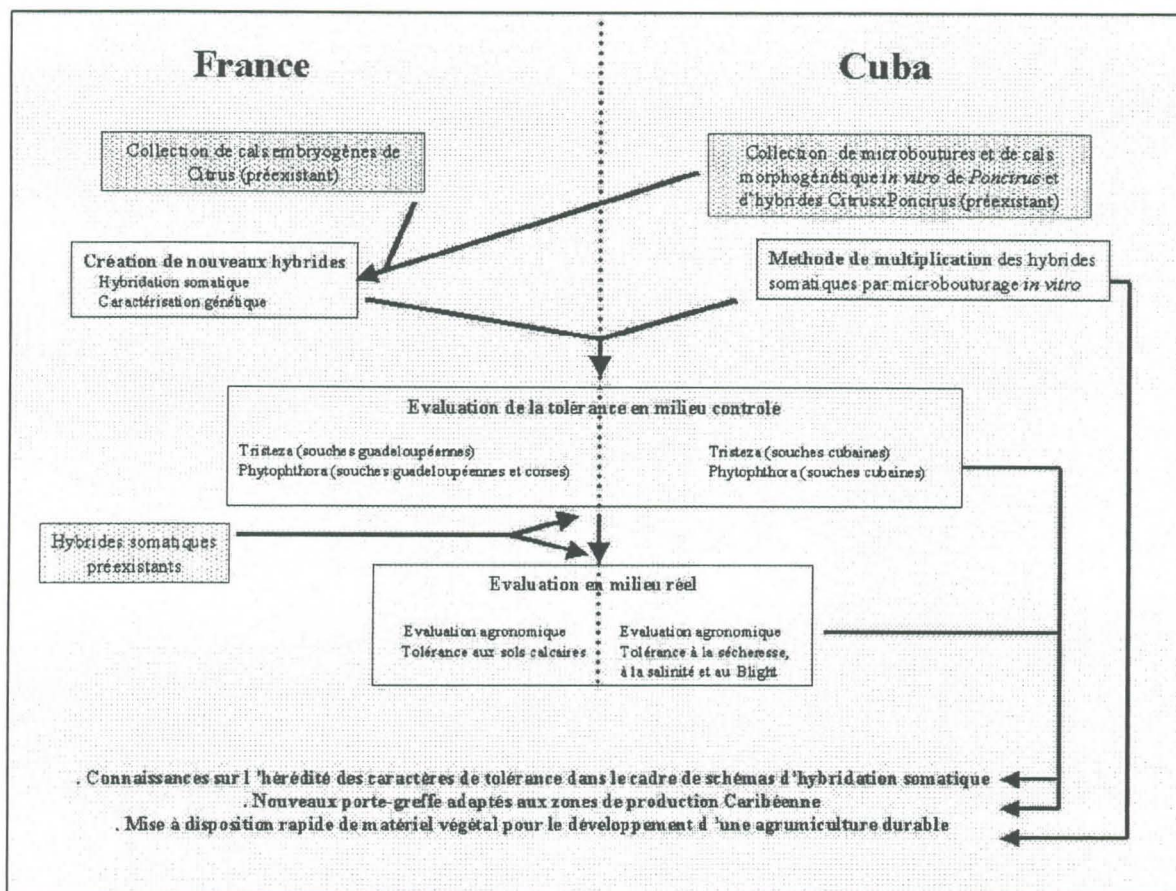 France
Cuba
Collection de cals embryogènes de
Citrus (préexistant)
Collection de microboutures et de cals
morphogénétique in vitro de Poncirus et
d'hybrides CitrusxPoncirus (préexistant)
Création de nouveaux hybrides
Hybridation somatique
Caractérisation génétique
Methode de multiplication des hybrides
somatiques par microbouturage in vitro
Evaluation de la tolérance en milieu controlé
Tristeza (souches guadeloupéennes)
Phytophthora (souches guadeloupéennes et corses)
Tristeza (souches cubaines)
Phytophthora (souches cubaines)
Hybrides somatiques
préexistants
Evaluation en milieu réel
Evaluation agronomique
Tolérance aux sols calcaires
Evaluation agronomique
Tolérance à la sécheresse,
à la salinité et au Blight
. Connaissances sur l 'hérédité des caractères de tolérance dans le cadre de schémas d'hybridation somatique
. Nouveaux porte-greffe adaptés aux zones de production Caribéenne
. Mise à disposition rapide de matériel végétal pour le développement d 'une agrumiculture durable